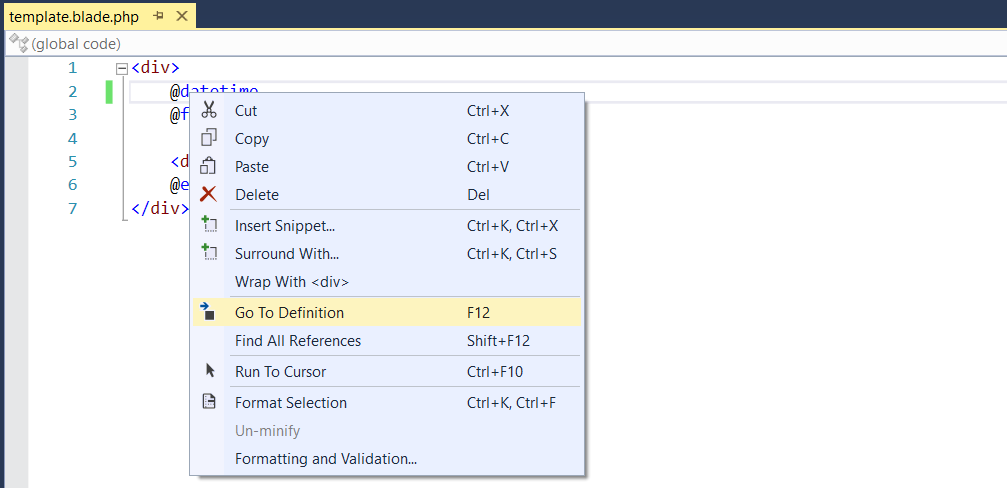 template.blade.php
(global code)
1 <div>
2 @datetime
3 @f
4
5 <d
6 @e
7 </div>
Cut Ctrl+X
Copy Ctrl+C
Paste Ctrl+V
Delete Del
Insert Snippet... Ctrl+K, Ctrl+X
Surround With... Ctrl+K, Ctrl+S
Wrap With <div>
Go To Definition F12
Find All References Shift+F12
Run To Cursor Ctrl+F10
Format Selection Ctrl+K, Ctrl+F
Un-minify
Formatting and Validation...